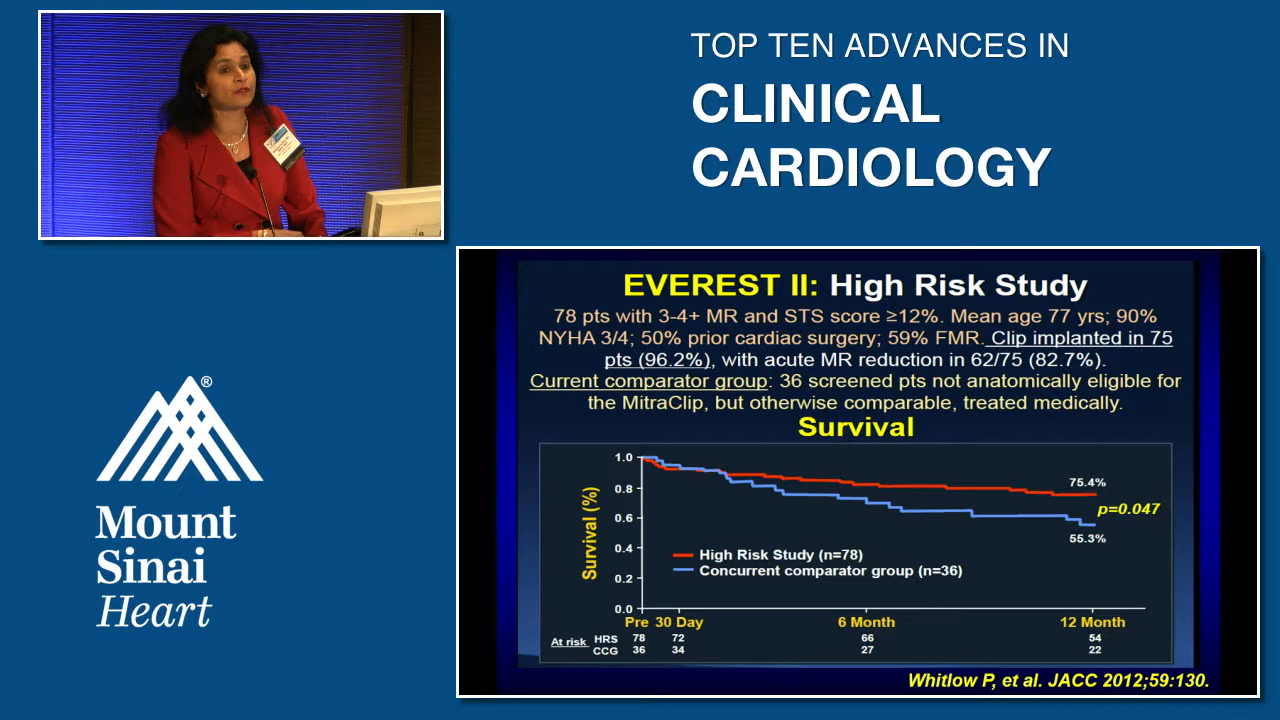 TOP TEN ADVANCES IN
CLINICAL
CARDIOLOGY
EVEREST II: High Risk Study
78 pts with 3-4+ MR and STS score ≥12%. Mean age 77 yrs; 90%
NYHA 3/4; 50% prior cardiac surgery; 59% FMR. Clip implanted in 75
pts (96.2%), with acute MR reduction in 62/75 (82.7%).
Current comparator group: 36 screened pts not anatomically eligible for
the MitraClip, but otherwise comparable, treated medically.
Survival
Survival (%)
1.0
0.8
0.6
0.4
0.2
0.0
75.4%
p=0.047
55.3%
High Risk Study (n=78)
Concurrent comparator group (n=36)
Pre 30 Day 6 Month 12 Month
At risk
HRS 78 72 66 54
CCG 36 34 27 22
Whitlow P, et al. JACC 2012;59:130.
®
Mount
Sinai
Heart